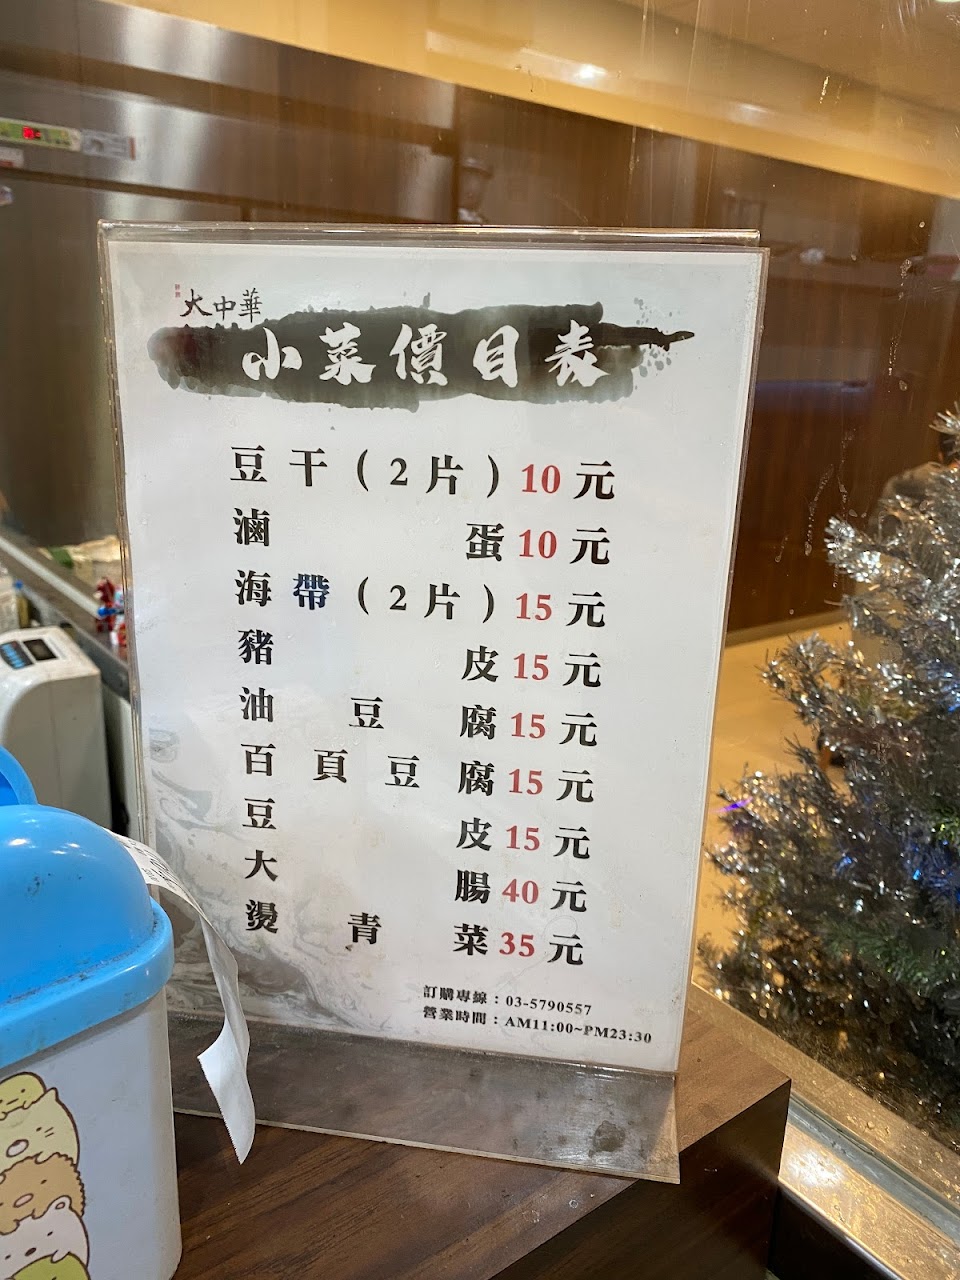 大中華
小菜價目表
豆干(2片)10元
滷蛋10元
海帶(2片)15元
豬皮15元
油豆腐15元
百頁豆腐15元
豆皮15元
大腸40元
燙青菜35元
訂購專線：03-5790557
營業時間：AM11:00~PM23:30